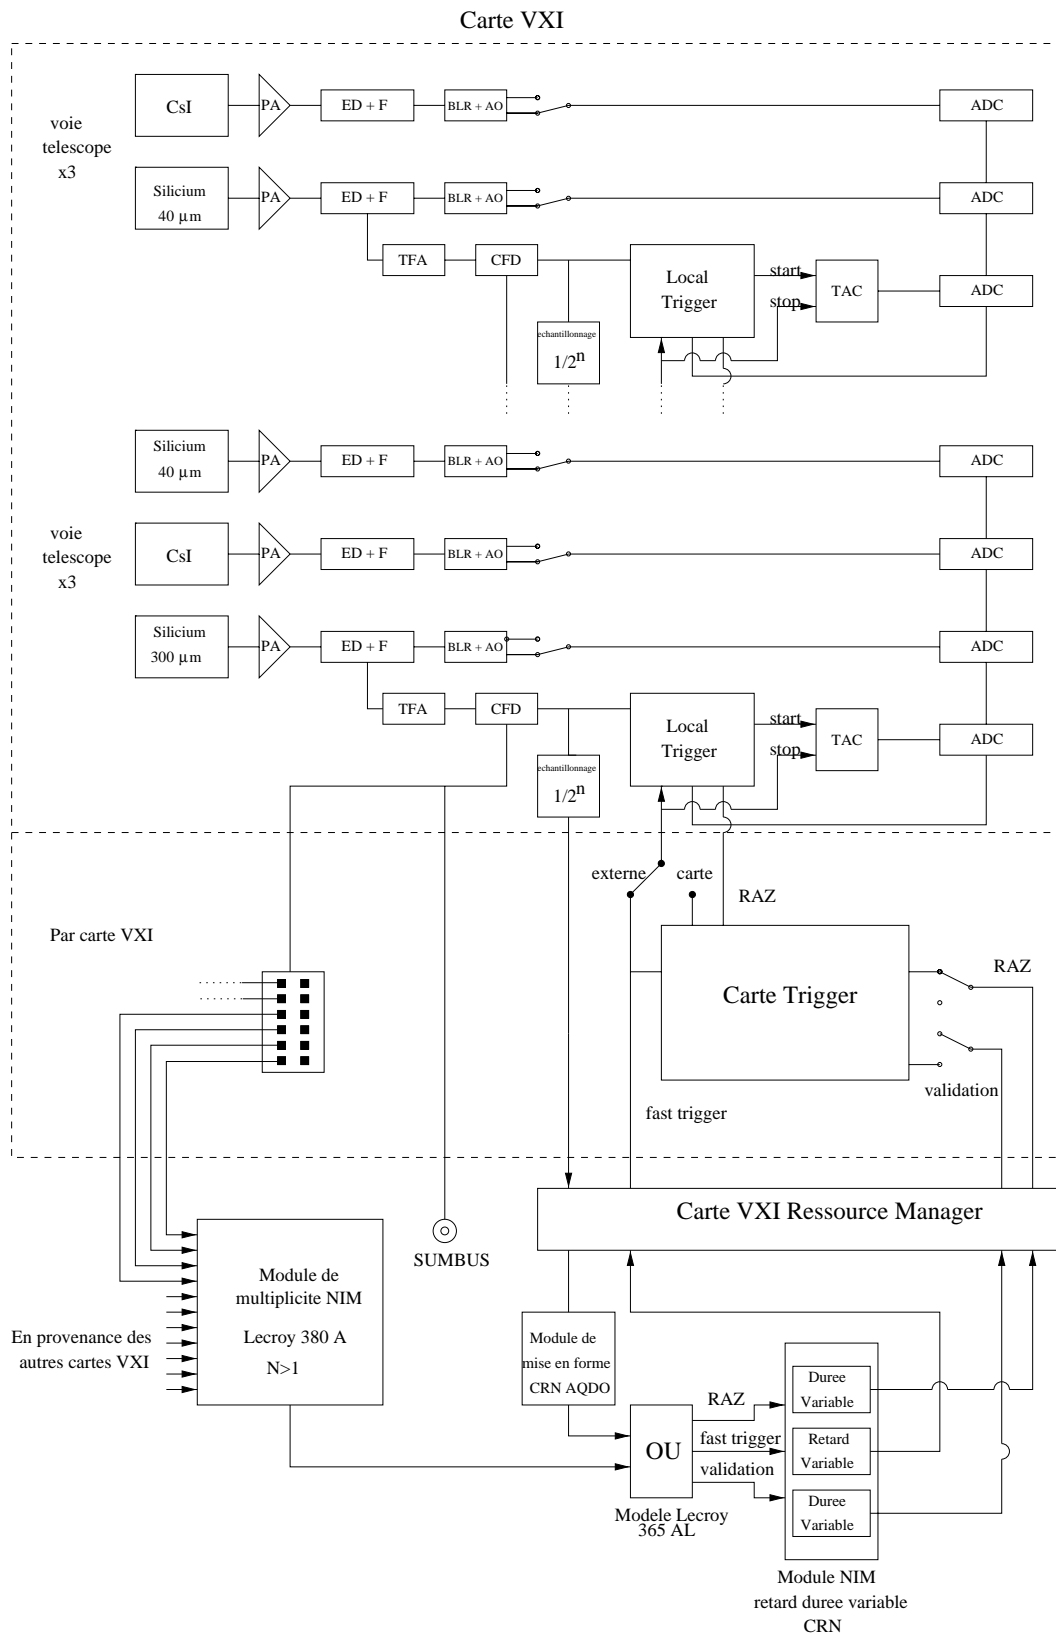 Carte VXI
voie
telescope
x3
CsI
PA
ED + F
BLR + AO
ADC
Silicium
40 µm
PA
ED + F
BLR + AO
ADC
TFA
CFD
echantillonnage
1/2n
Local
Trigger
start
stop
TAC
ADC
voie
telescope
x3
Silicium
40 µm
PA
ED + F
BLR + AO
ADC
CsI
PA
ED + F
BLR + AO
ADC
Silicium
300 µm
PA
ED + F
BLR + AO
ADC
TFA
CFD
echantillonnage
1/2n
Local
Trigger
start
stop
TAC
ADC
externe
carte
RAZ
Par carte VXI
Carte Trigger
RAZ
validation
fast trigger
Carte VXI Ressource Manager
SUMBUS
Module de
multiplicite NIM
Lecroy 380 A
N>1
En provenance des
autres cartes VXI
Module de
mise en forme
CRN AQDO
OU
RAZ
fast trigger
validation
Modele Lecroy
365 AL
Duree
Variable
Retard
Variable
Duree
Variable
Module NIM
retard duree variable
CRN